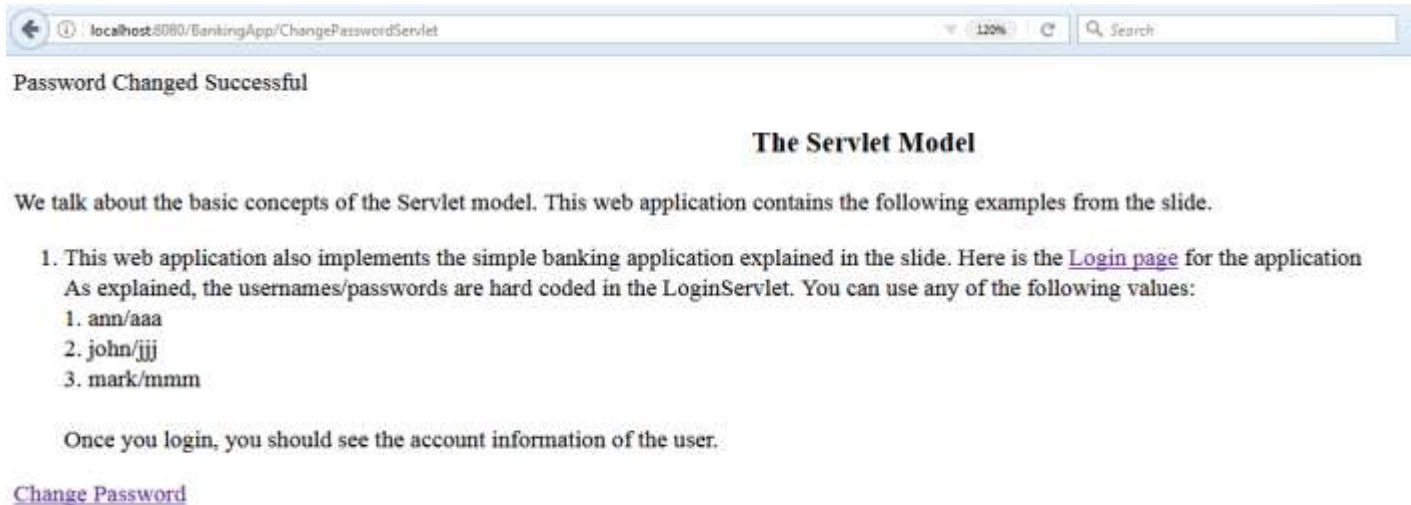 localhost:8080/BankingApp/ChangePasswordServlet 120% Search
Password Changed Successful
The Servlet Model
We talk about the basic concepts of the Servlet model. This web application contains the following examples from the slide.
1. This web application also implements the simple banking application explained in the slide. Here is the Login page for the application
As explained, the usernames/passwords are hard coded in the LoginServlet. You can use any of the following values:
1. ann/aaa
2. john/jjj
3. mark/mmm
Once you login, you should see the account information of the user.
Change Password